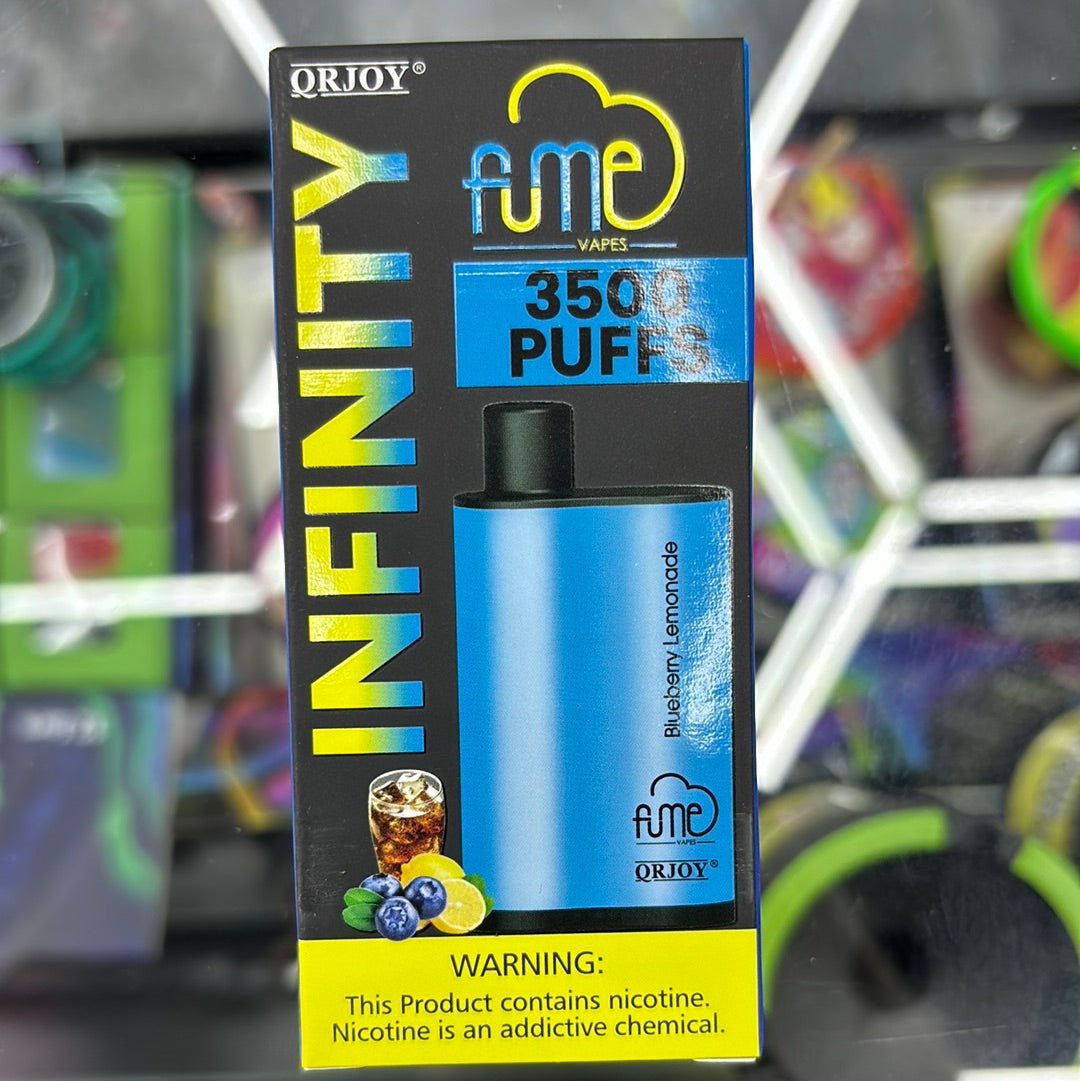 QRJOY®
INFINITY
fume
VAPES
3500
PUFFS
Blueberry Lemonade
fume
VAPES
QRJOY®
WARNING:
This Product contains nicotine.
Nicotine is an addictive chemical.